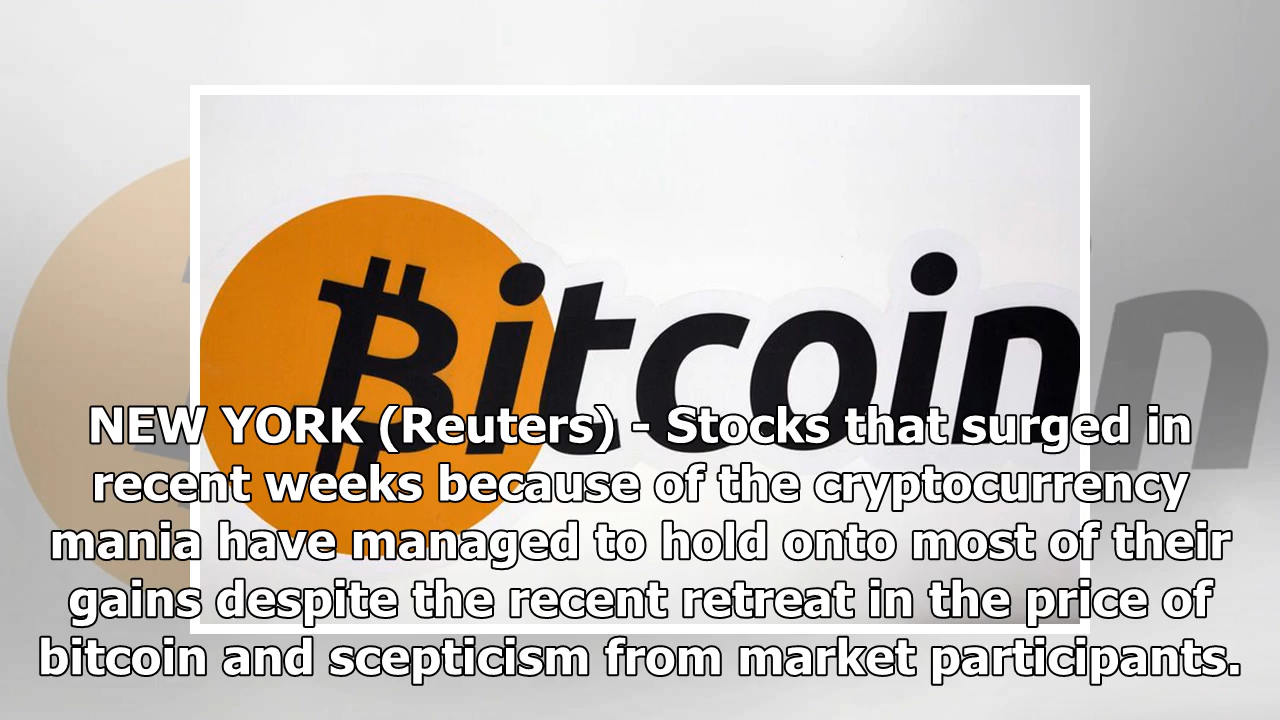 Bitcoin
NEW YORK (Reuters) - Stocks that surged in
recent weeks because of the cryptocurrency
mania have managed to hold onto most of their
gains despite the recent retreat in the price of
bitcoin and scepticism from market participants.